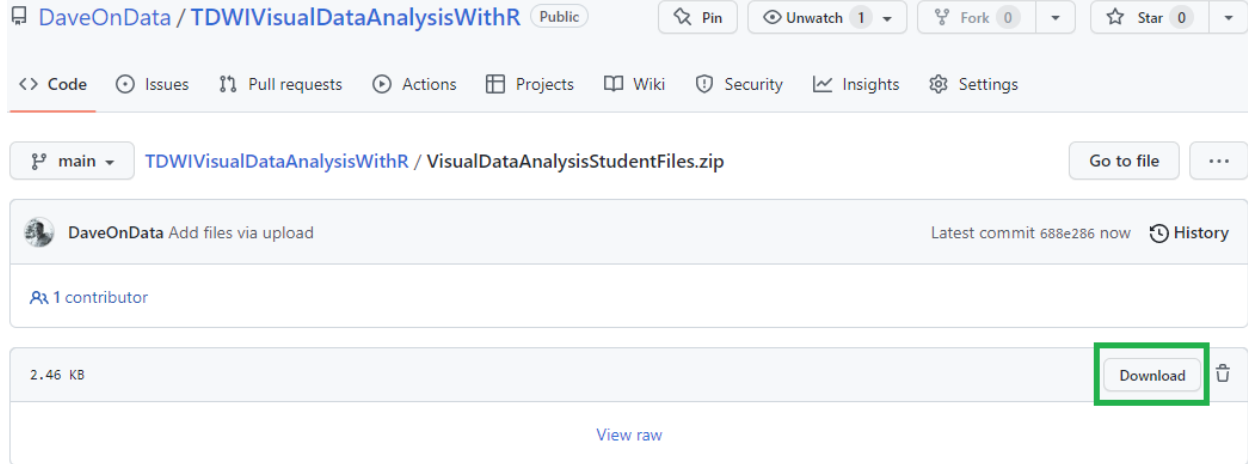 DaveOnData / TDWIVisualDataAnalysisWithR Public Pin Unwatch 1 Fork 0 Star 0
<> Code Issues Pull requests Actions Projects Wiki Security Insights Settings
main TDWIVisualDataAnalysisWithR / VisualDataAnalysisStudentFiles.zip Go to file ...
DaveOnData Add files via upload Latest commit 688e286 now History
1 contributor
2.46 KB Download
View raw